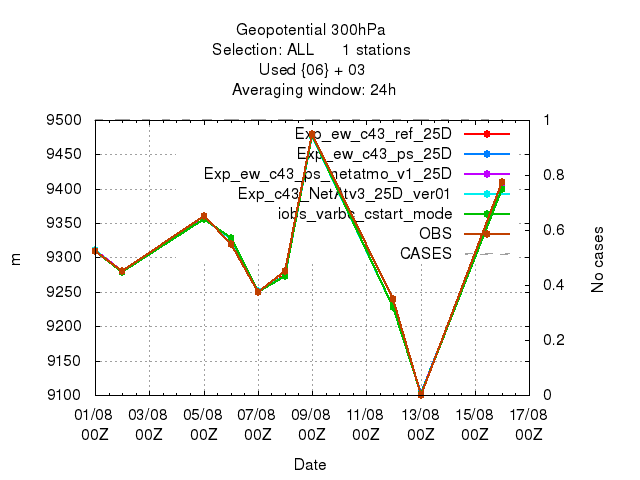 Geopotential 300hPa
Selection: ALL 1 stations
Used {06} + 03
Averaging window: 24h
9500
9450
9400
9350
9300
9250
9200
9150
9100
m
1
0.8
0.6
0.4
0.2
0
No cases
Exp_ew_c43_ref_25D
Exp_ew_c43_ps_25D
Exp_ew_c43_ps_netatmo_v1_25D
Exp_c43_NetAtv3_25D_ver01
iobs_varbc_cstart_mode
OBS
CASES
01/08 03/08 05/08 07/08 09/08 11/08 13/08 15/08 17/08
00Z 00Z 00Z 00Z 00Z 00Z 00Z 00Z 00Z
Date